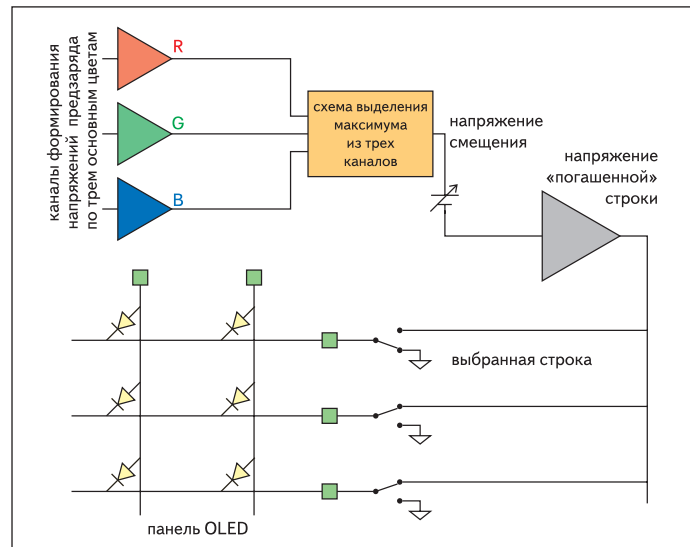 каналы формирования
напряжений предзаряда
по трем основным цветам
R
G
B
схема выделения
максимума
из трех
каналов
напряжение
смещения
напряжение
«погашенной»
строки
выбранная строка
панель OLED